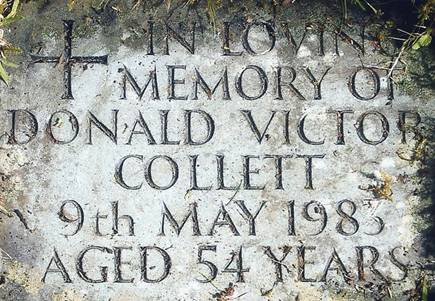 IN LOVING
MEMORY OF
DONALD VICTOR
COLLETT
9th MAY 1983
AGED 54 YEARS